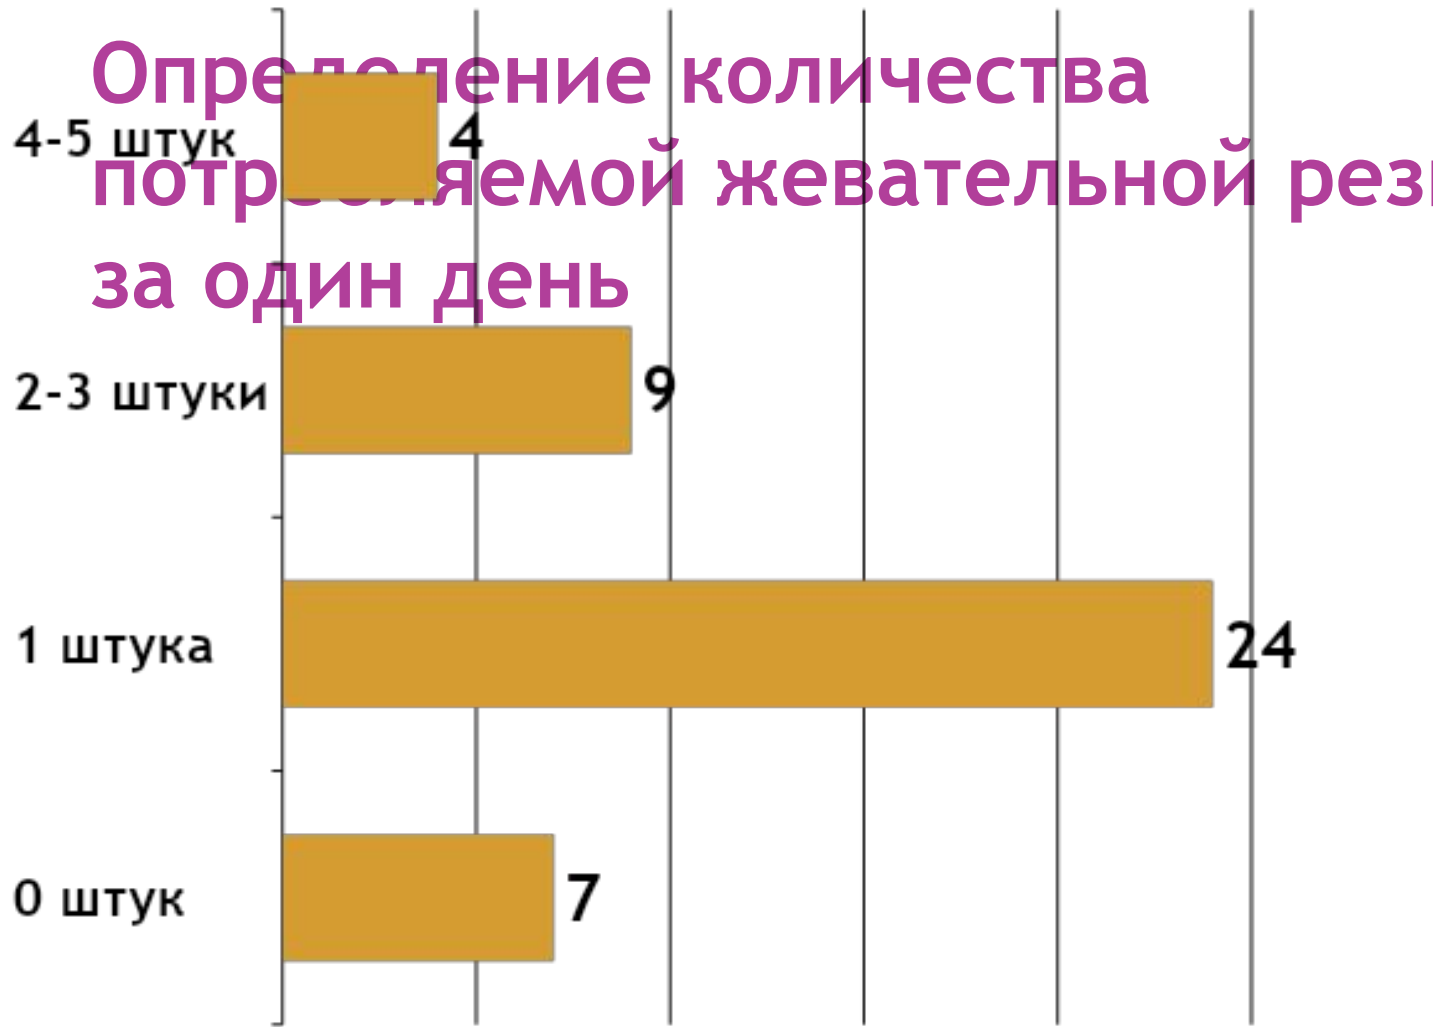 Определение количества
потребляемой жевательной
за один день
4-5 штук 4
2-3 штуки 9
1 штука 24
0 штук 7